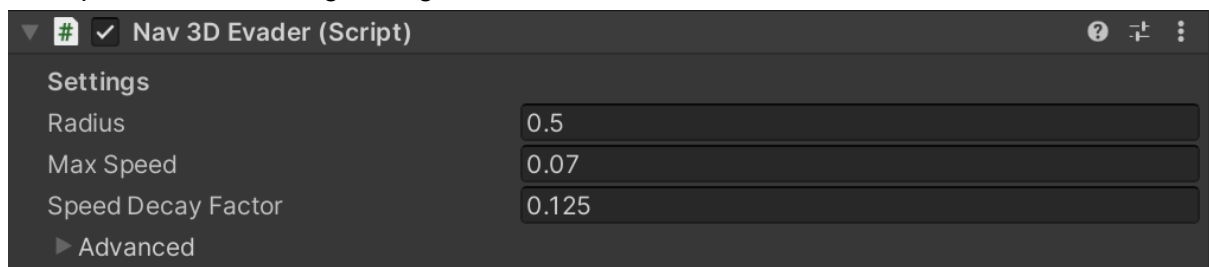 # Nav 3D Evader (Script)
Settings
Radius 0.5
Max Speed 0.07
Speed Decay Factor 0.125
Advanced